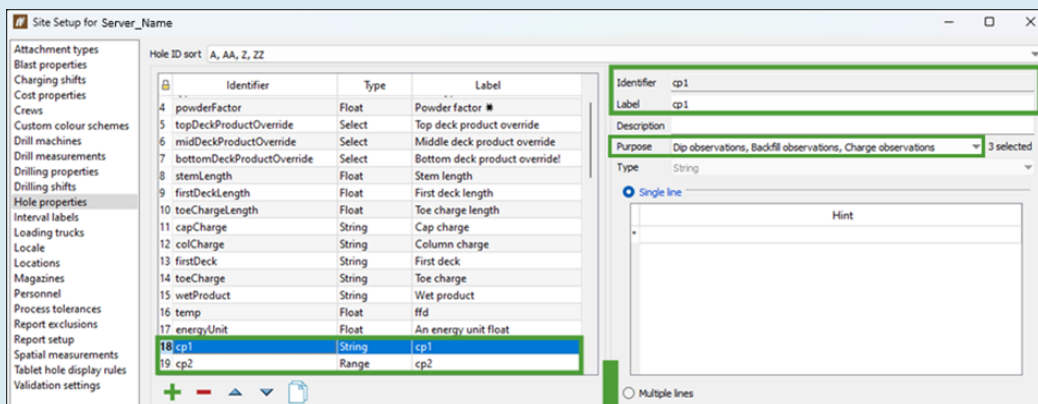 Site Setup for Server_Name
Attachment types
Blast properties
Charging shifts
Cost properties
Crews
Custom colour schemes
Drill machines
Drill measurements
Drilling properties
Drilling shifts
Hole properties
Interval labels
Loading trucks
Locale
Locations
Magazines
Personnel
Process tolerances
Report exclusions
Report setup
Spatial measurements
Tablet hole display rules
Validation settings
Hole ID sort A, AA, Z, ZZ
Identifier Type Label
4 powderFactor Float Powder factor ✷
5 topDeckProductOverride Select Top deck product override
6 midDeckProductOverride Select Middle deck product override
7 bottomDeckProductOverride Select Bottom deck product override!
8 stemLength Float Stem length
9 firstDeckLength Float First deck length
10 toeChargeLength Float Toe charge length
11 capCharge String Cap charge
12 colCharge String Column charge
13 firstDeck String First deck
14 toeCharge String Toe charge
15 wetProduct String Wet product
16 temp Float ffd
17 energyUnit Float An energy unit float
18 cp1 String cp1
19 cp2 Range cp2
Identifier cp1
Label cp1
Description
Purpose Dip observations, Backfill observations, Charge observations 3 selected
Type String
Single line
Hint
*
Multiple lines